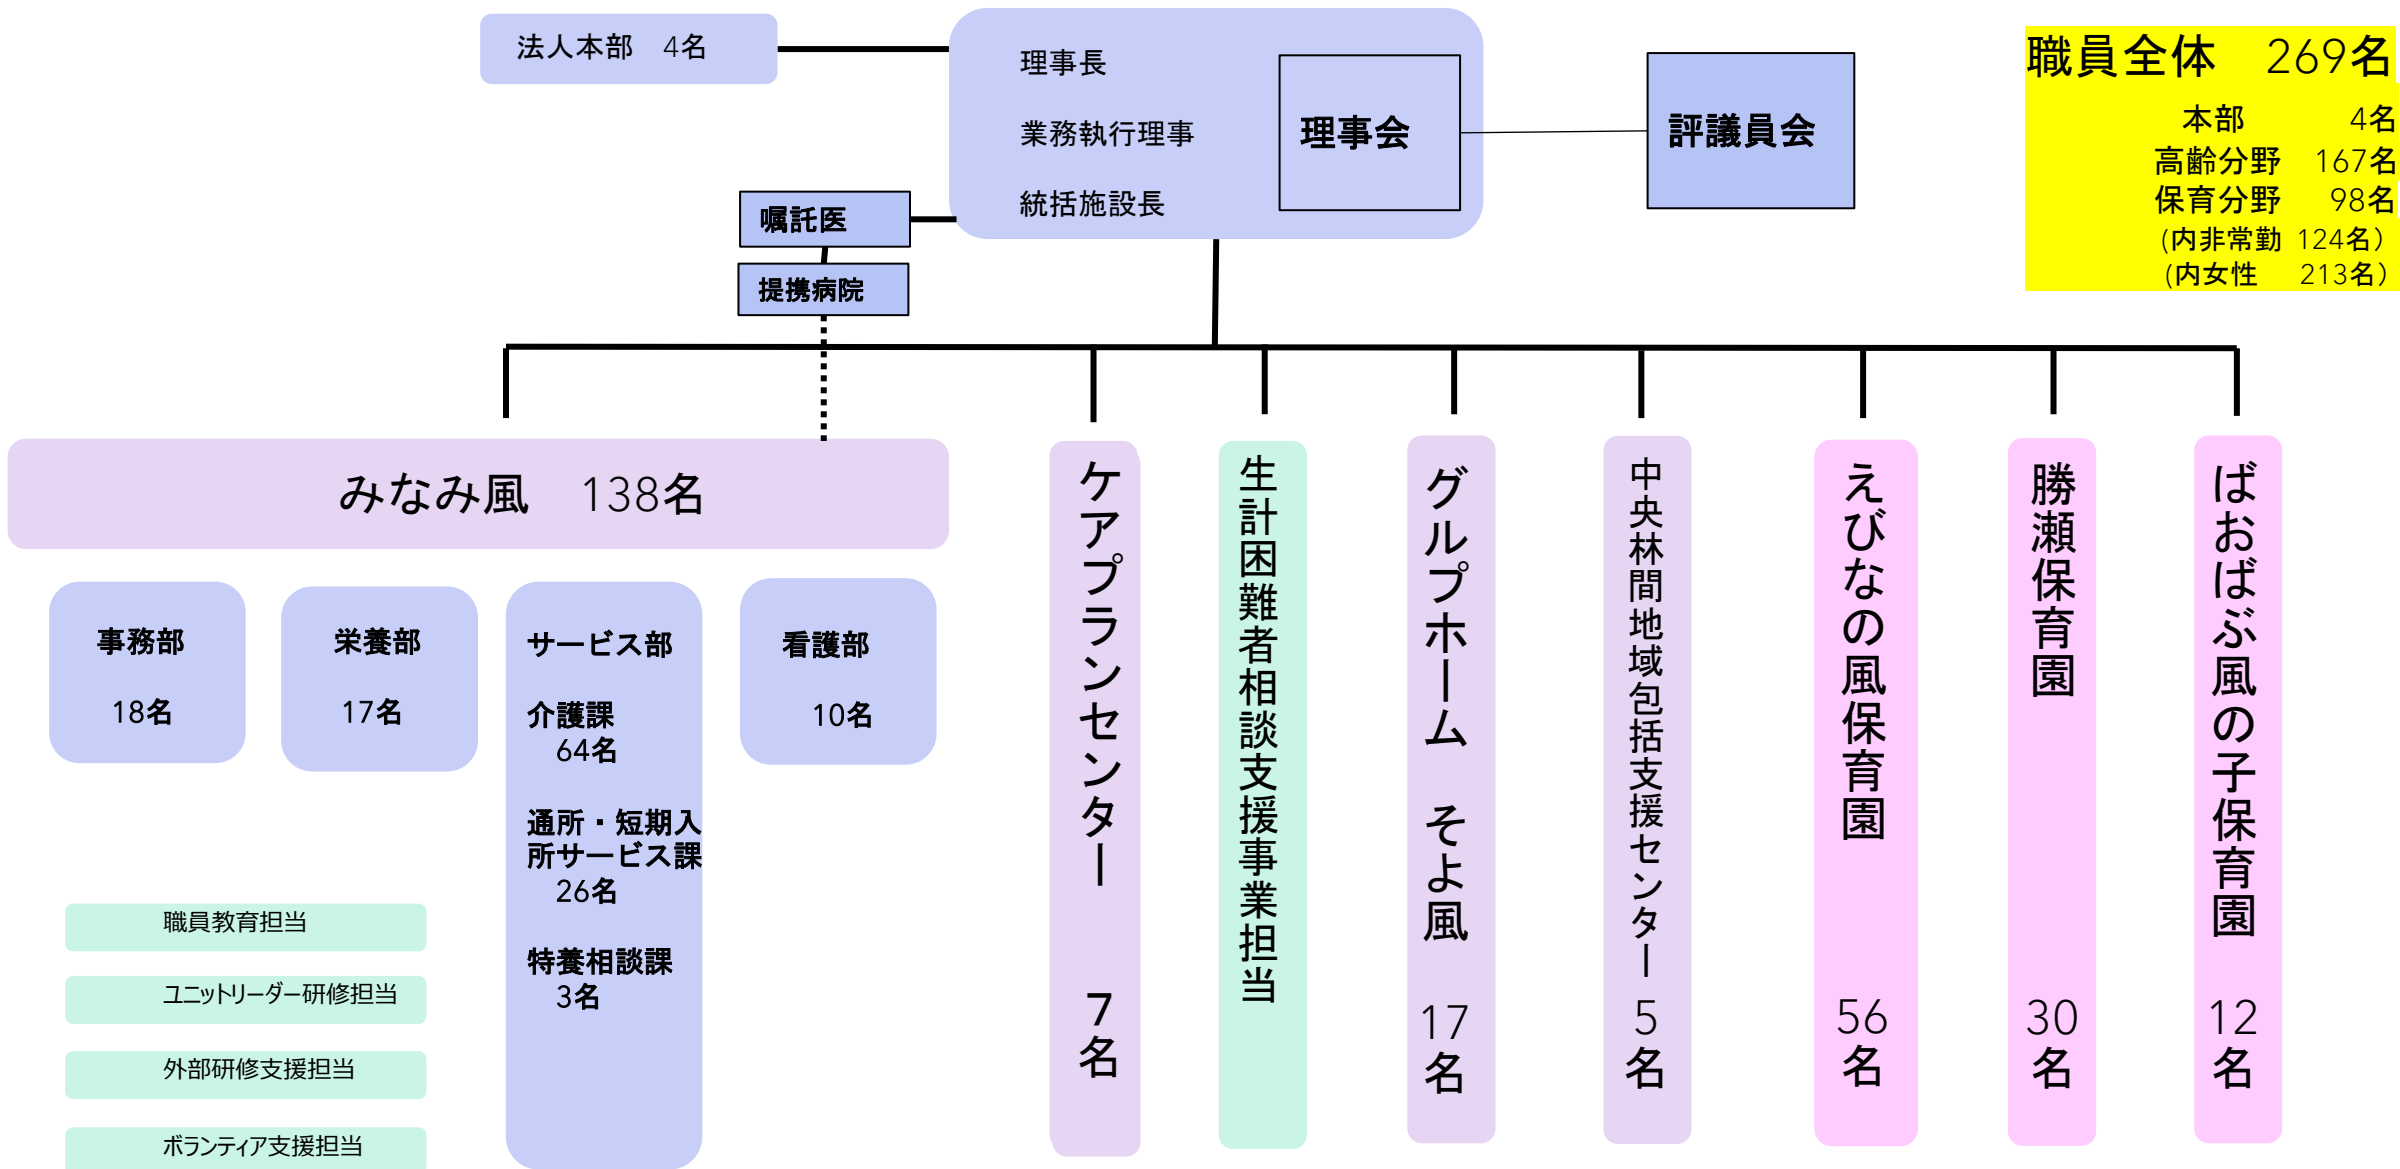 法人本部　4名
理事長
業務執行理事
統括施設長
理事会
評議員会
職員全体　269名
本部　4名
高齢分野　167名
保育分野　98名
(内非常勤 124名）
(内女性　213名）
嘱託医
提携病院
みなみ風　138名
事務部
18名
栄養部
17名
サービス部
介護課
64名
通所・短期入
所サービス課
26名
特養相談課
3名
看護部
10名
職員教育担当
ユニットリーダー研修担当
外部研修支援担当
ボランティア支援担当
ケアプランセンター　7名
生計困難者相談支援事業担当
グルプホーム　そよ風　17名
中央林間地域包括支援センター　5名
えびなの風保育園　56名
勝瀬保育園　30名
ばおばぶ風の子保育園　12名